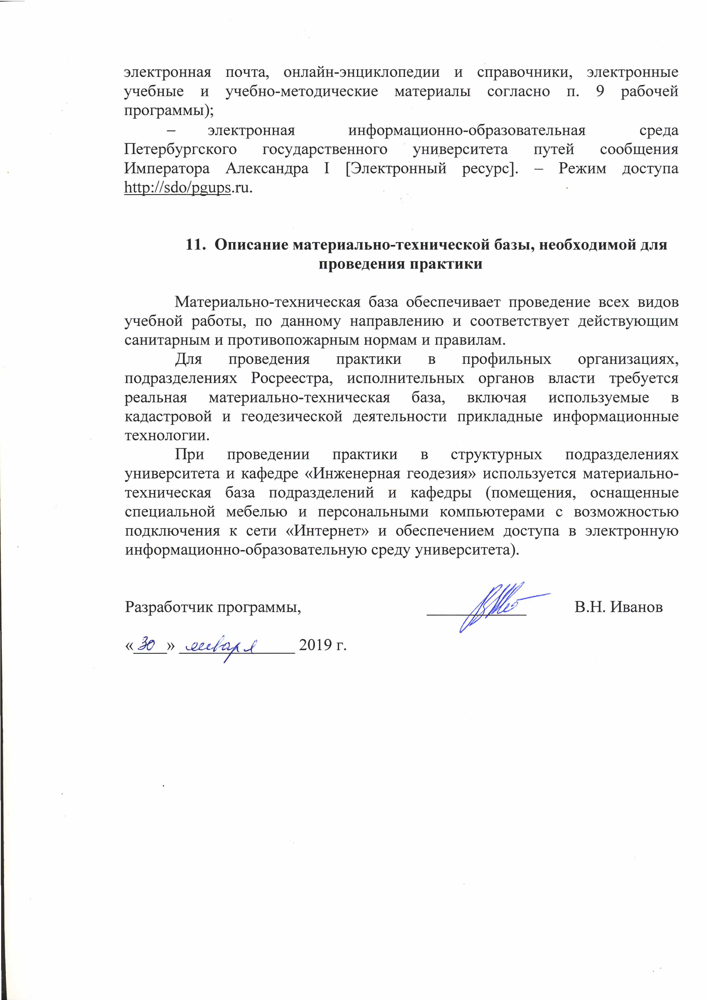 электронная почта, онлайн-энциклопедии и справочники, электронные
учебные и учебно-методические материалы согласно п. 9 рабочей
программы);
– электронная информационно-образовательная среда
Петербургского государственного университета путей сообщения
Императора Александра I [Электронный ресурс]. – Режим доступа
http://sdo/pgups.ru.
11. Описание материально-технической базы, необходимой для
проведения практики
Материально-техническая база обеспечивает проведение всех видов
учебной работы, по данному направлению и соответствует действующим
санитарным и противопожарным нормам и правилам.
Для проведения практики в профильных организациях,
подразделениях Росреестра, исполнительных органов власти требуется
реальная материально-техническая база, включая используемые в
кадастровой и геодезической деятельности прикладные информационные
технологии.
При проведении практики в структурных подразделениях
университета и кафедре «Инженерная геодезия» используется материально-
техническая база подразделений и кафедры (помещения, оснащенные
специальной мебелью и персональными компьютерами с возможностью
подключения к сети «Интернет» и обеспечением доступа в электронную
информационно-образовательную среду университета).
Разработчик программы, В.Н. Иванов
«30» января 2019 г.